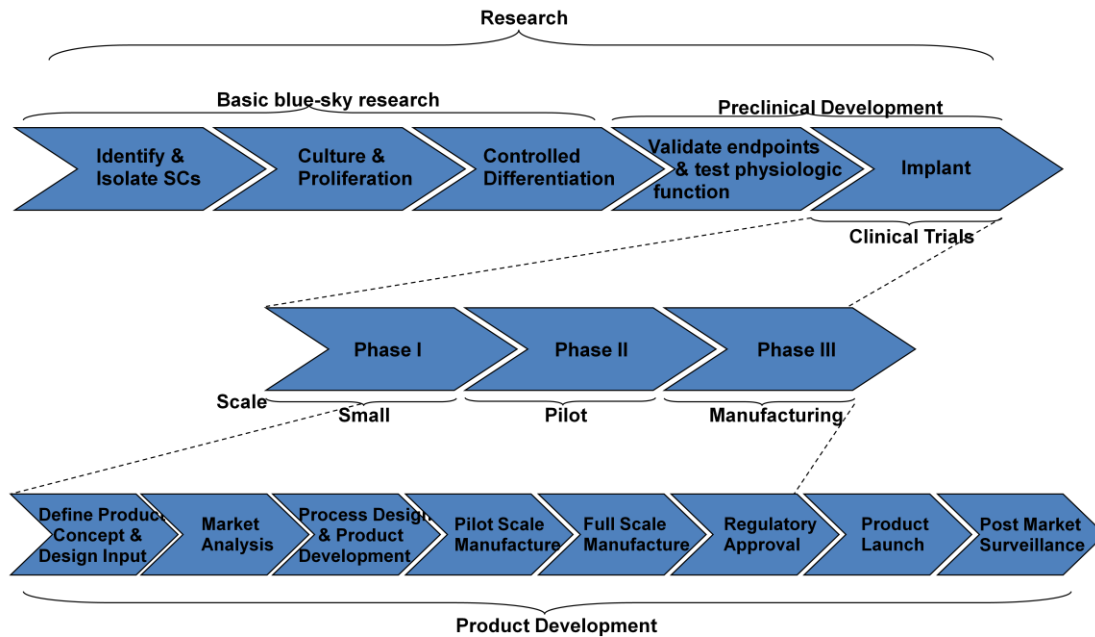 Research
Basic blue-sky research
Preclinical Development
Identify &
Isolate SCs
Culture &
Proliferation
Controlled
Differentiation
Validate endpoints
& test physiologic
function
Implant
Clinical Trials
Phase I
Phase II
Phase III
Scale
Small
Pilot
Manufacturing
Define Product
Concept &
Design Input
Market
Analysis
Process Design
& Product
Development
Pilot Scale
Manufacture
Full Scale
Manufacture
Regulatory
Approval
Product
Launch
Post Market
Surveillance
Product Development